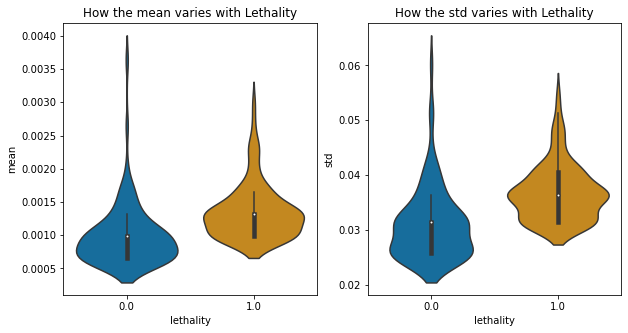 How the mean varies with Lethality
How the std varies with Lethality
0.0040
0.0035
0.0030
0.0025
0.0020
0.0015
0.0010
0.0005
mean
0.0
1.0
lethality
0.06
0.05
0.04
0.03
0.02
std
0.0
1.0
lethality